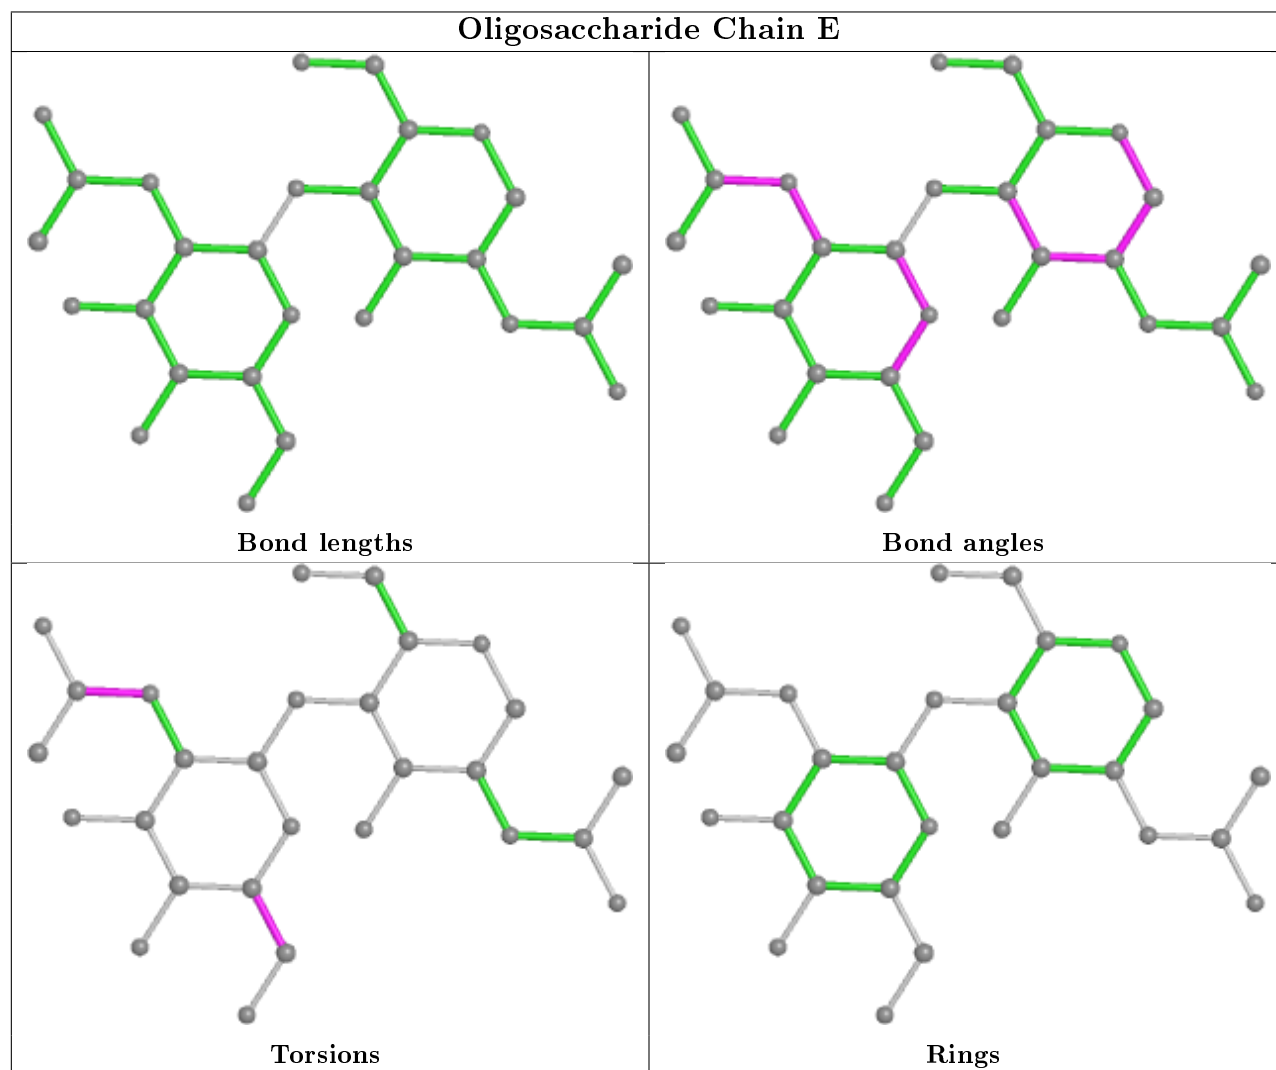 Oligosaccharide Chain E
Bond lengths
Bond angles
Torsions
Rings